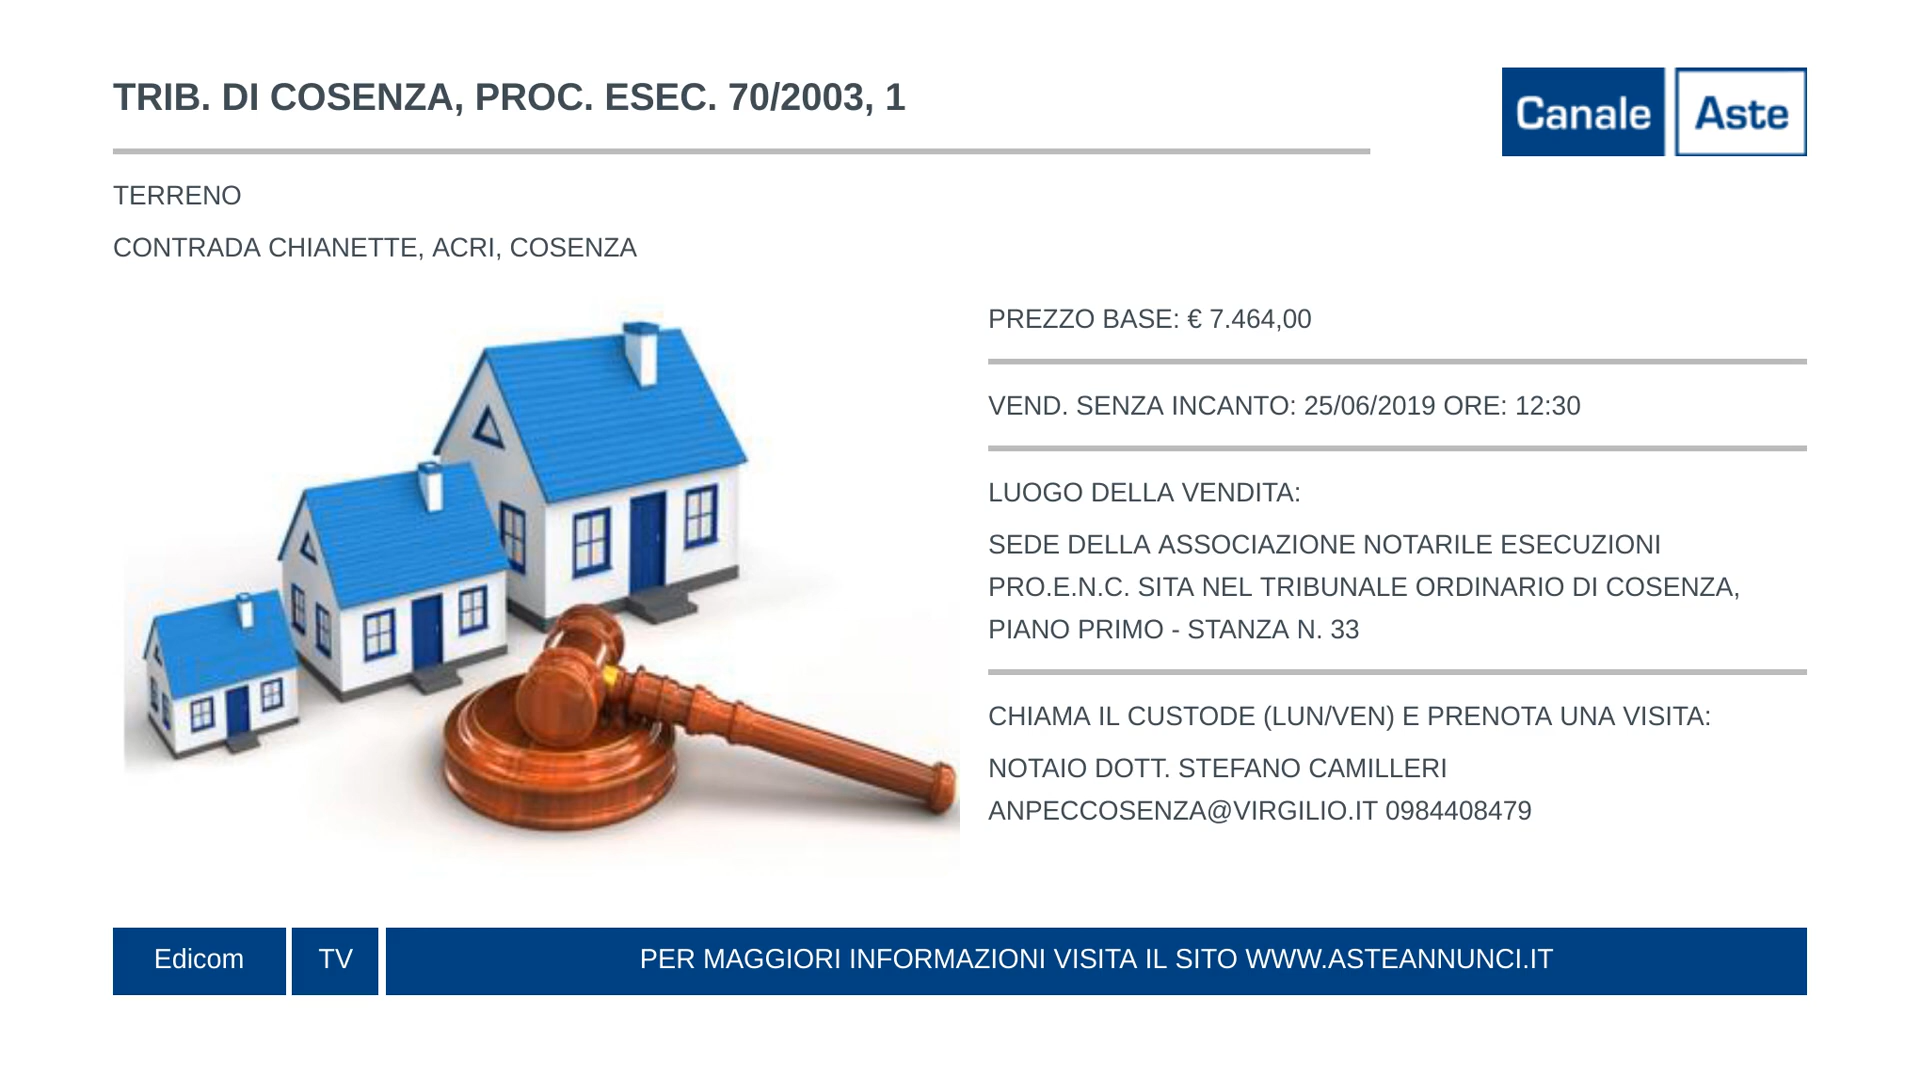 TRIB. DI COSENZA, PROC. ESEC. 70/2003, 1
Canale Aste
TERRENO
CONTRADA CHIANETTE, ACRI, COSENZA
PREZZO BASE: € 7.464,00
VEND. SENZA INCANTO: 25/06/2019 ORE: 12:30
LUOGO DELLA VENDITA:
SEDE DELLA ASSOCIAZIONE NOTARILE ESECUZIONI
PRO.E.N.C. SITA NEL TRIBUNALE ORDINARIO DI COSENZA,
PIANO PRIMO - STANZA N. 33
CHIAMA IL CUSTODE (LUN/VEN) E PRENOTA UNA VISITA:
NOTAIO DOTT. STEFANO CAMILLERI
ANPECCOSENZA@VIRGILIO.IT 0984408479
Edicom TV PER MAGGIORI INFORMAZIONI VISITA IL SITO WWW.ASTEANNUNCI.IT